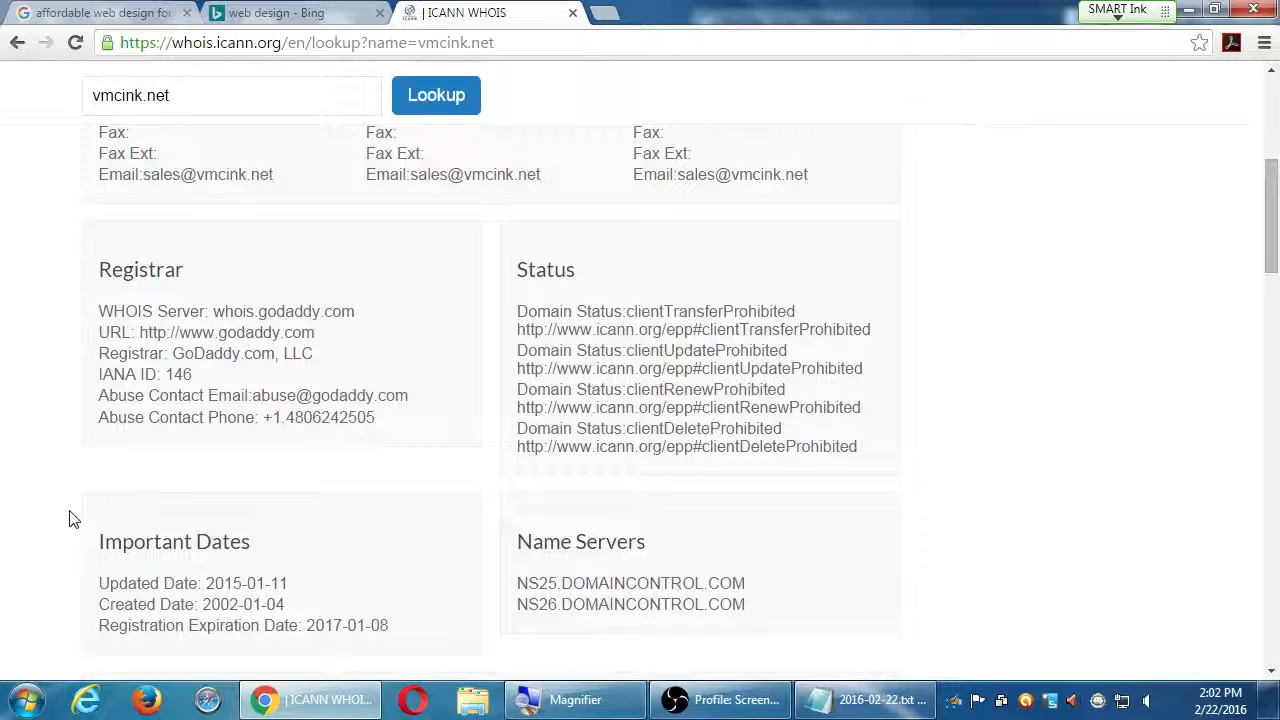 affordable web design for
web design - Bing
| ICANN WHOIS
SMART Ink
https://whois.icann.org/en/lookup?name=vmcink.net
vmcink.net
Lookup
Fax:
Fax:
Fax:
Fax Ext:
Fax Ext:
Fax Ext:
Email:sales@vmcink.net
Email:sales@vmcink.net
Email:sales@vmcink.net
Registrar
WHOIS Server: whois.godaddy.com
URL: http://www.godaddy.com
Registrar: GoDaddy.com, LLC
IANA ID: 146
Abuse Contact Email:abuse@godaddy.com
Abuse Contact Phone: +1.4806242505
Status
Domain Status:clientTransferProhibited
http://www.icann.org/epp#clientTransferProhibited
Domain Status:clientUpdateProhibited
http://www.icann.org/epp#clientUpdateProhibited
Domain Status:clientRenewProhibited
http://www.icann.org/epp#clientRenewProhibited
Domain Status:clientDeleteProhibited
http://www.icann.org/epp#clientDeleteProhibited
Important Dates
Updated Date: 2015-01-11
Created Date: 2002-01-04
Registration Expiration Date: 2017-01-08
Name Servers
NS25.DOMAINCONTROL.COM
NS26.DOMAINCONTROL.COM
| ICANN WHOI...
Magnifier
Profile: Screen...
2016-02-22.txt ...
2:02 PM
2/22/2016